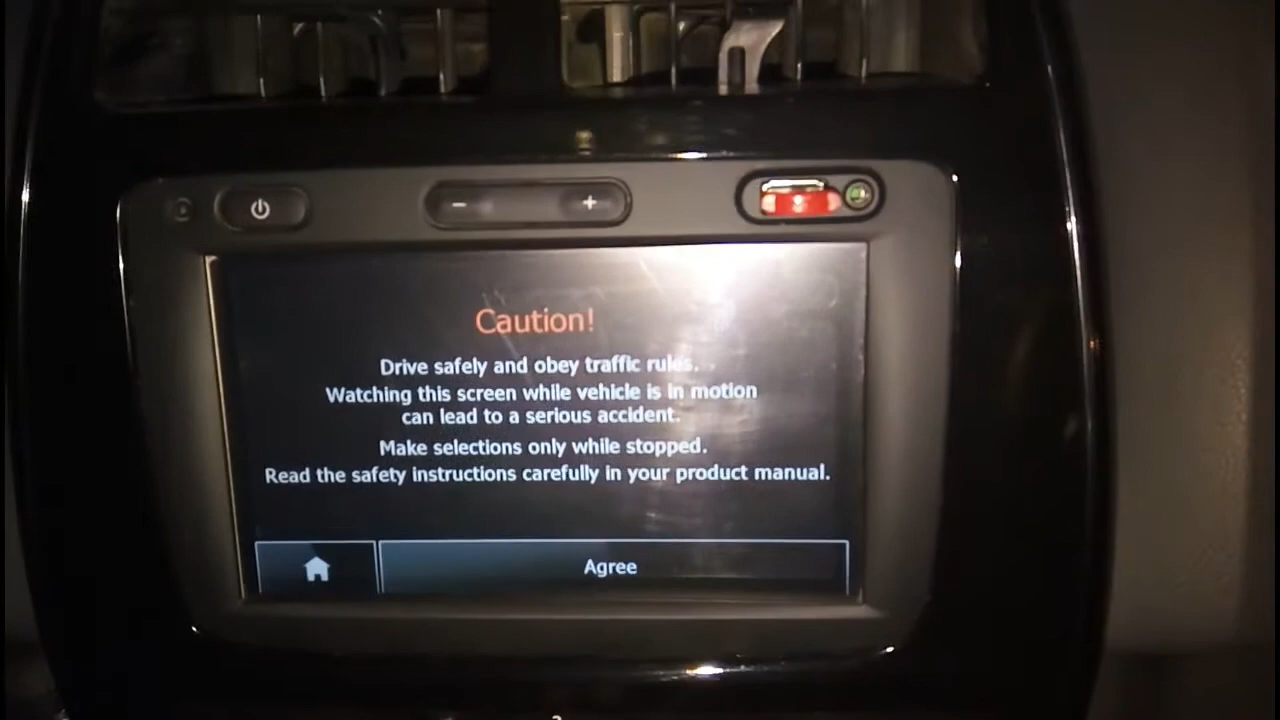 Caution!
Drive safely and obey traffic rules.
Watching this screen while vehicle is in motion
can lead to a serious accident.
Make selections only while stopped.
Read the safety instructions carefully in your product manual.
Agree